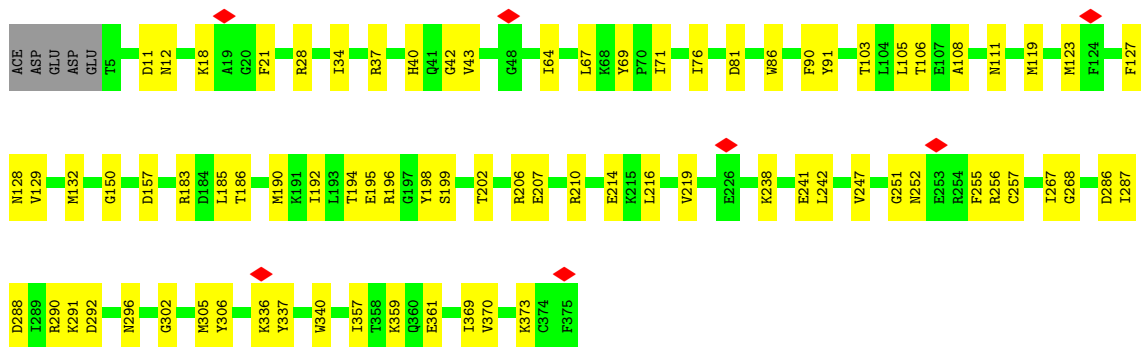 ACE ASP GLU ASP GLU T5 D11 N12 K18 A19 G20 F21 R28 I34 R37 H40 Q41 G42 V43 G48 I64 L67 K68 Y69 P70 I71 I76 D81 W86 F90 Y91 T103 L104 L105 T106 E107 A108 N111 M119 M123 F124 F127
N128 V129 M132 G150 D157 R183 D184 L185 T186 M190 K191 I192 L193 T194 E195 R196 G197 Y198 S199 T202 R206 E207 R210 E214 K215 L216 V219 E226 K238 E241 L242 V247 G251 N252 E253 R254 F255 R256 C257 I267 G268 D286 I287
D288 I289 R290 K291 D292 N296 G302 M305 Y306 K336 Y337 W340 I357 T358 K359 Q360 E361 I369 V370 K373 C374 F375